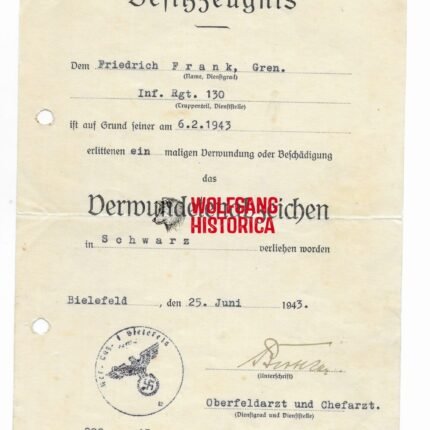 Besitzzeugnis
Dem Friedrich Frank, Gren.
(Name, Dienstgrad)
Inf. Rgt. 130
(Truppenteil, Dienststelle)
ist auf Grund seiner am 6.2.1943
erlittenen ein maligen Verwundung oder Beschädigung
das
Verwundetenabzeichen
WOLFGANG
HISTORICA
in Schwarz verliehen worden
Bielefeld, den 25. Juni 1943.
(Unterschrift)
Oberfeldarzt und Chefarzt.
(Dienstgrad und Dienststelle)